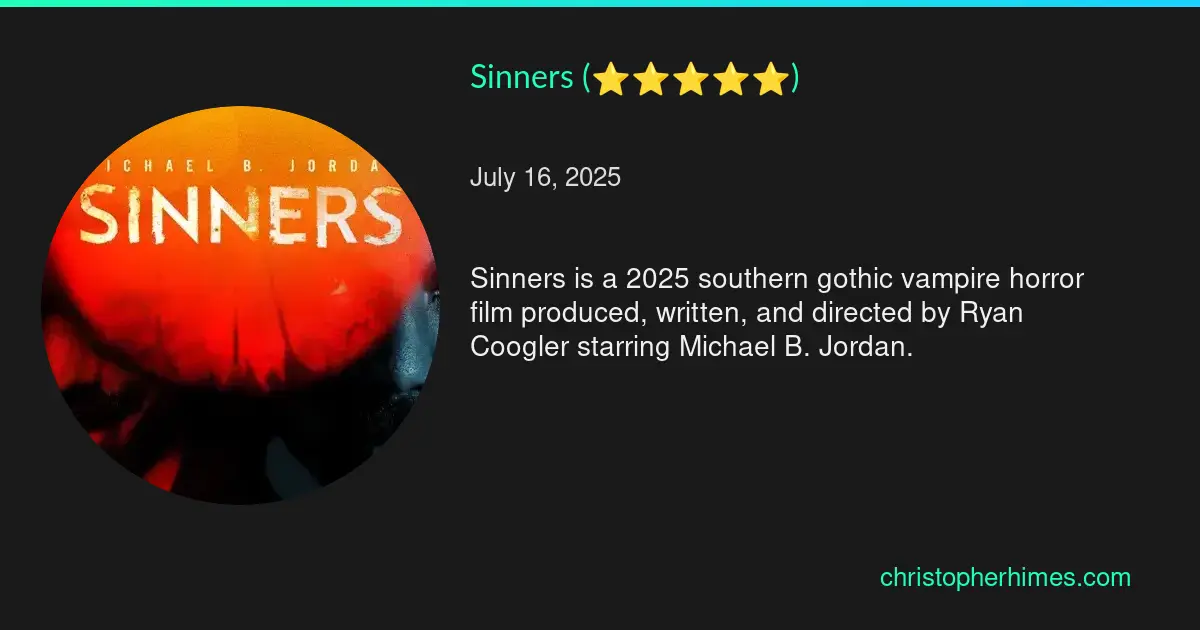 Sinners (⭐⭐⭐⭐⭐)
July 16, 2025
ICHAEL B. JORDA
SINNERS
Sinners is a 2025 southern gothic vampire horror
film produced, written, and directed by Ryan
Coogler starring Michael B. Jordan.
christopherhimes.com